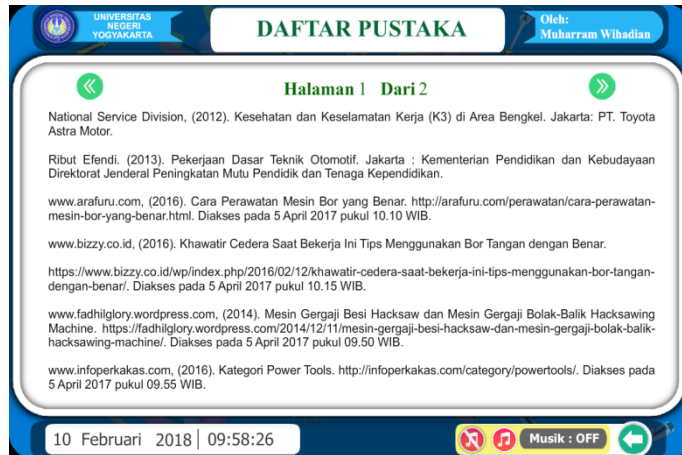 UNIVERSITAS
NEGERI
YOGYAKARTA
DAFTAR PUSTAKA
Oleh:
Muharram Wihadian
Halaman 1 Dari 2
National Service Division, (2012). Kesehatan dan Keselamatan Kerja (K3) di Area Bengkel. Jakarta: PT. Toyota
Astra Motor.
Ribut Efendi. (2013). Pekerjaan Dasar Teknik Otomotif. Jakarta : Kementerian Pendidikan dan Kebudayaan
Direktorat Jenderal Peningkatan Mutu Pendidik dan Tenaga Kependidikan.
www.arafuru.com, (2016). Cara Perawatan Mesin Bor yang Benar. http://arafuru.com/perawatan/cara-perawatan-
mesin-bor-yang-benar.html. Diakses pada 5 April 2017 pukul 10.10 WIB.
www.bizzy.co.id, (2016). Khawatir Cedera Saat Bekerja Ini Tips Menggunakan Bor Tangan dengan Benar.
https://www.bizzy.co.id/wp/index.php/2016/02/12/khawatir-cedera-saat-bekerja-ini-tips-menggunakan-bor-tangan-
dengan-benar/. Diakses pada 5 April 2017 pukul 10.15 WIB.
www.fadhilglory.wordpress.com, (2014). Mesin Gergaji Besi Hacksaw dan Mesin Gergaji Bolak-Balik Hacksawing
Machine. https://fadhilglory.wordpress.com/2014/12/11/mesin-gergaji-besi-hacksaw-dan-mesin-gergaji-bolak-balik-
hacksawing-machine/. Diakses pada 5 April 2017 pukul 09.50 WIB.
www.infoperkakas.com, (2016). Kategori Power Tools. http://infoperkakas.com/category/powertools/. Diakses pada
5 April 2017 pukul 09.55 WIB.
10 Februari 2018 | 09:58:26
Musik : OFF